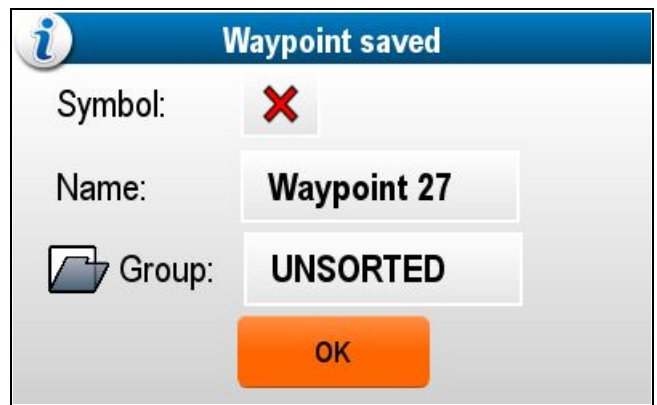 Waypoint saved
Symbol:
Name: Waypoint 27
Group: UNSORTED
OK